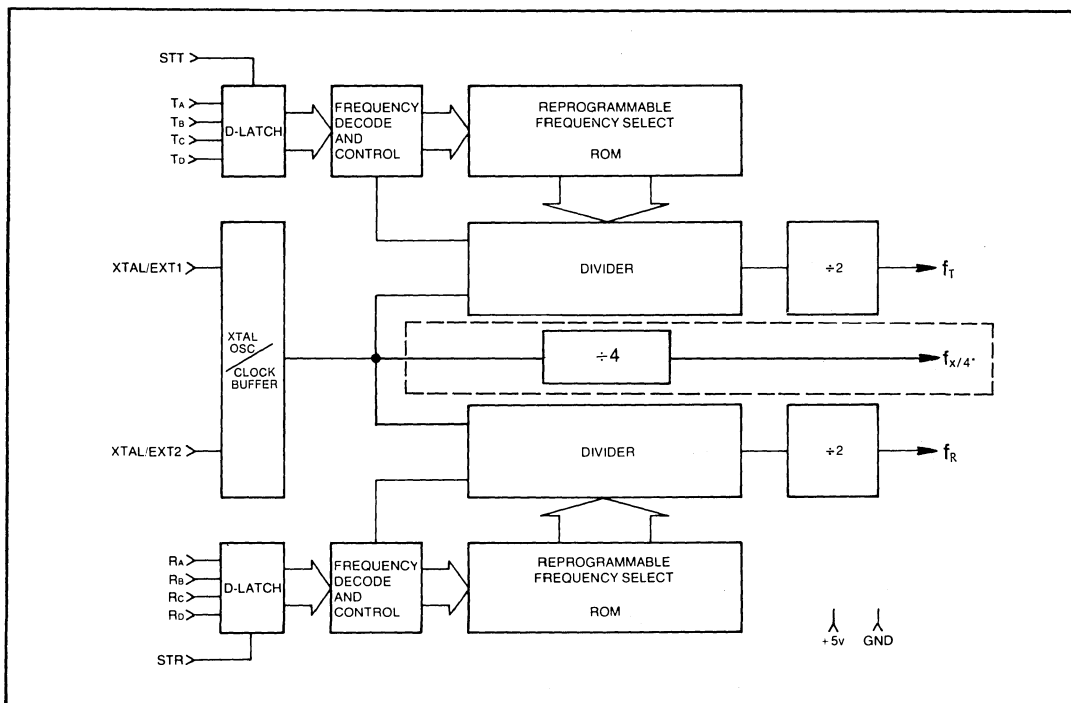 STT
TA
TB
TC
TD
D-LATCH
FREQUENCY
DECODE
AND
CONTROL
REPROGRAMMABLE
FREQUENCY SELECT
ROM
XTAL/EXT1
XTAL
OSC
CLOCK
BUFFER
XTAL/EXT2
DIVIDER
÷2
fT
÷4
fx/4*
DIVIDER
÷2
fR
RA
RB
RC
RD
D-LATCH
STR
FREQUENCY
DECODE
AND
CONTROL
REPROGRAMMABLE
FREQUENCY SELECT
ROM
+5v
GND